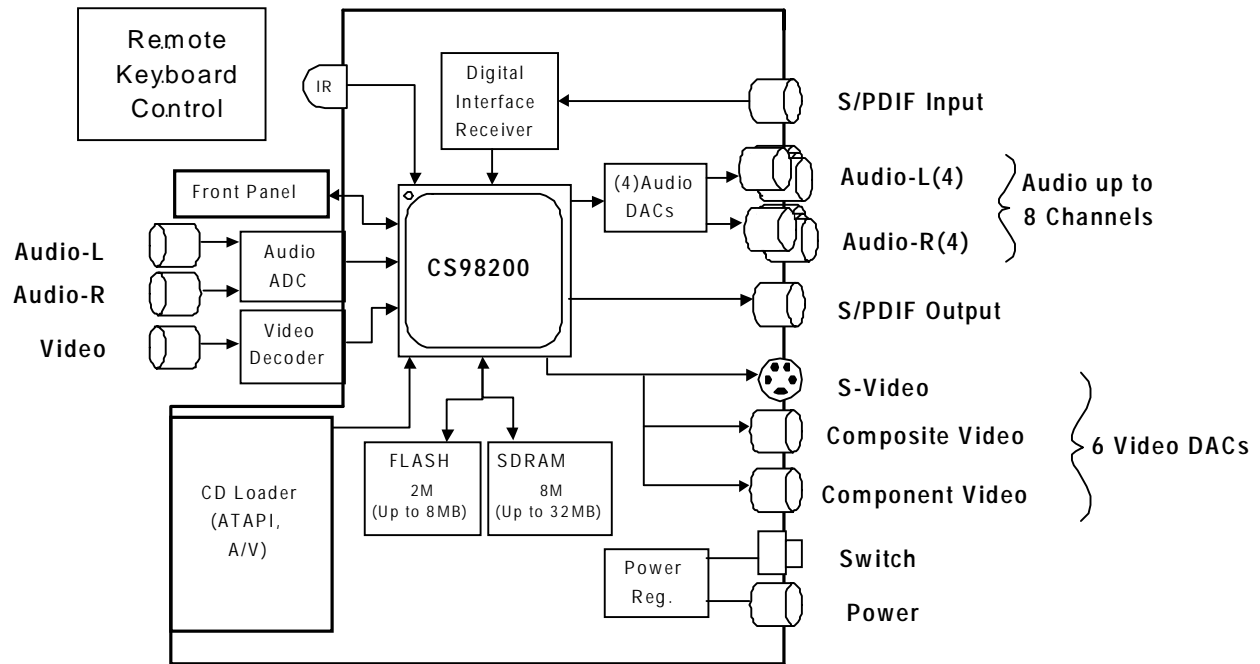 Remote
Keyboard
Control
IR
Digital
Interface
Receiver
S/PDIF Input
Front Panel
(4)Audio
DACs
Audio-L(4)
Audio-R(4)
Audio up to
8 Channels
Audio-L
Audio-R
Audio
ADC
CS98200
S/PDIF Output
Video
Video
Decoder
S-Video
Composite Video
Component Video
6 Video DACs
CD Loader
(ATAPI,
A/V)
FLASH
2M
(Up to 8MB)
SDRAM
8M
(Up to 32MB)
Power
Reg.
Switch
Power